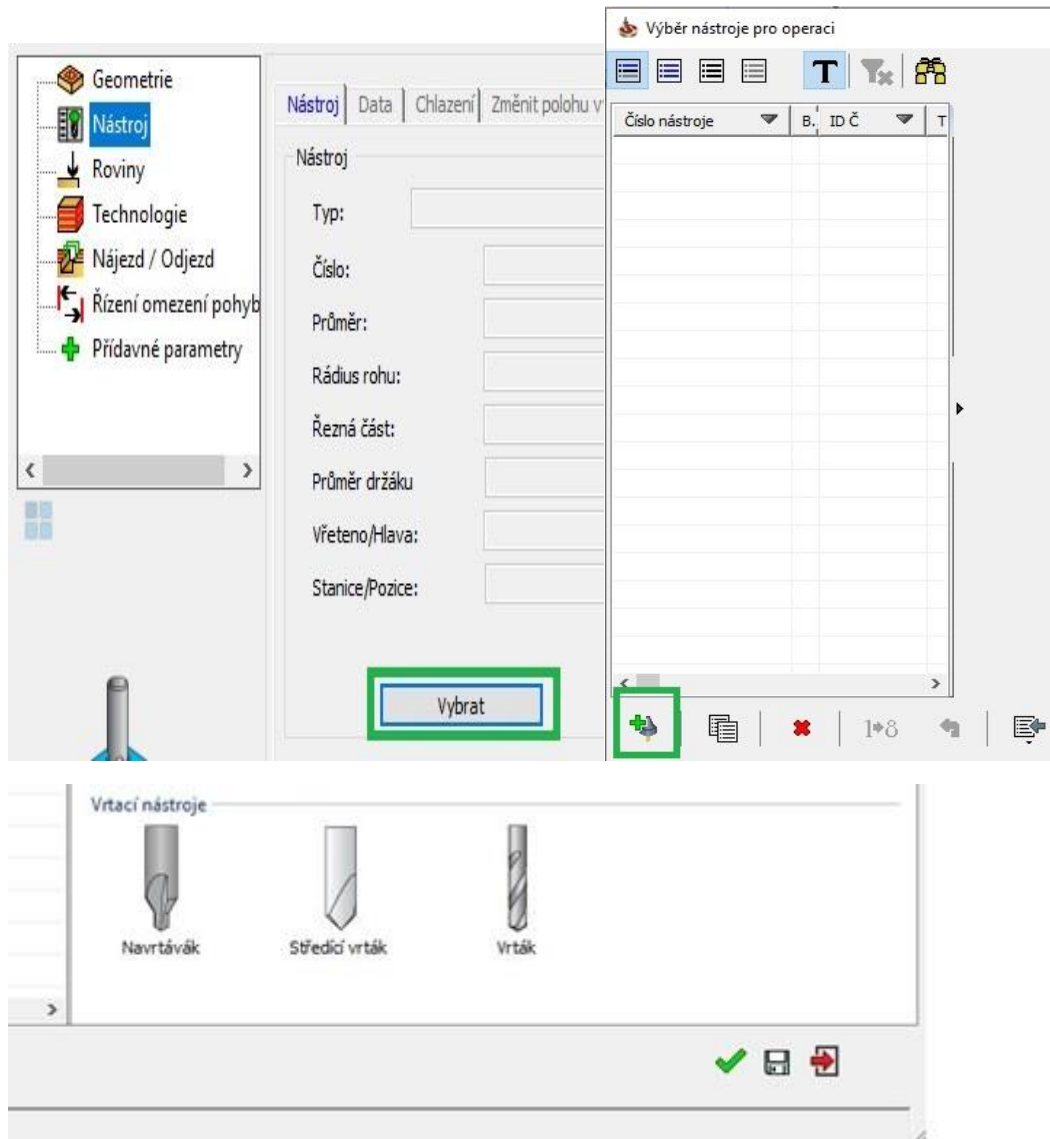 Výběr nástroje pro operaci
Geometrie
Nástroj
Roviny
Technologie
Nájezd / Odjezd
Řízení omezení pohyb
Přídavné parametry
Nástroj Data Chlazení Změnit polohu v
Nástroj
Typ:
Číslo:
Průměr:
Rádius rohu:
Řezná část:
Průměr držáku
Vřeteno/Hlava:
Stanice/Pozice:
Vybrat
T
Číslo nástroje B. ID Č T
1 8
Vrtací nástroje
Navrtávák Středící vrták Vrták